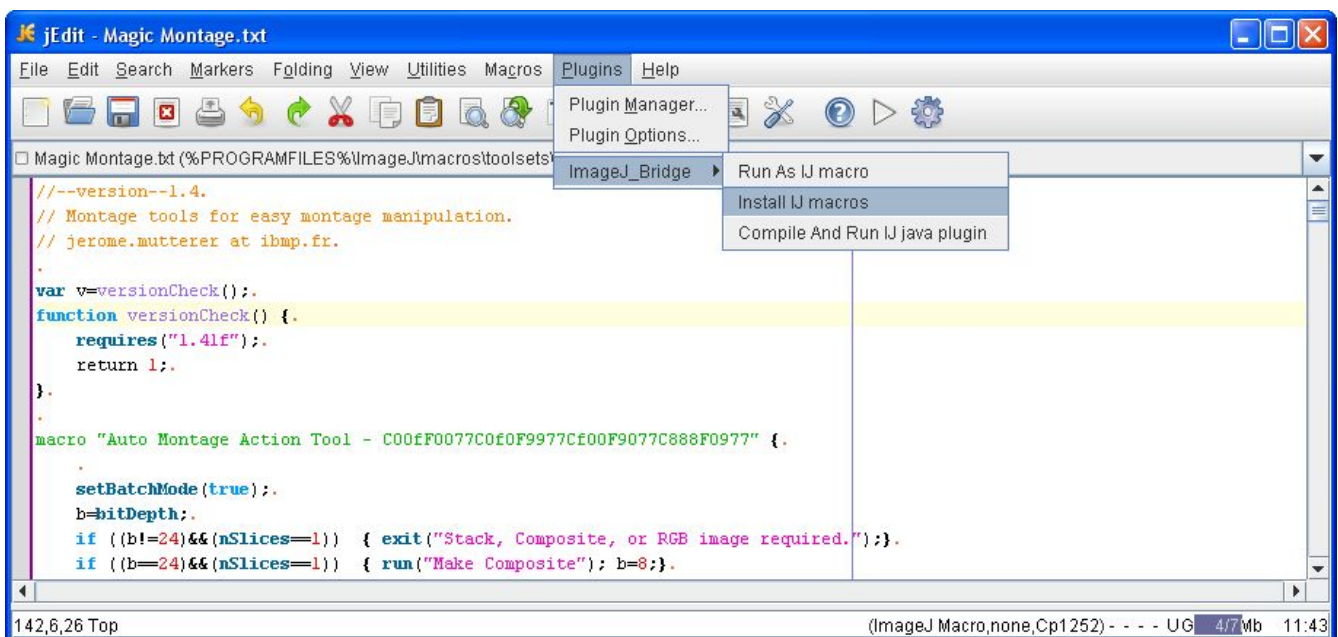 jEdit - Magic Montage.txt
File Edit Search Markers Folding View Utilities Macros Plugins Help
Plugin Manager...
Plugin Options...
ImageJ_Bridge
Run As IJ macro
Install IJ macros
Compile And Run IJ java plugin
Magic Montage.txt (%PROGRAMFILES%\ImageJ\macros\toolsets\
//--version--1.4.
// Montage tools for easy montage manipulation.
// jerome.mutterer at ibmp.fr.
.
var v=versionCheck();.
function versionCheck() {.
requires("1.41f");.
return 1;.
}.
.
macro "Auto Montage Action Tool - C00fF0077C0f0F9977Cf00F9077C888F0977" {.
.
setBatchMode(true);.
b=bitDepth;.
if ((b!=24)&&(nSlices==1)) { exit("Stack, Composite, or RGB image required.");}.
if ((b==24)&&(nSlices==1)) { run("Make Composite"); b=8;}.
142,6,26 Top (ImageJ Macro,none,Cp1252) - - - - UG 4/7Mb 11:43